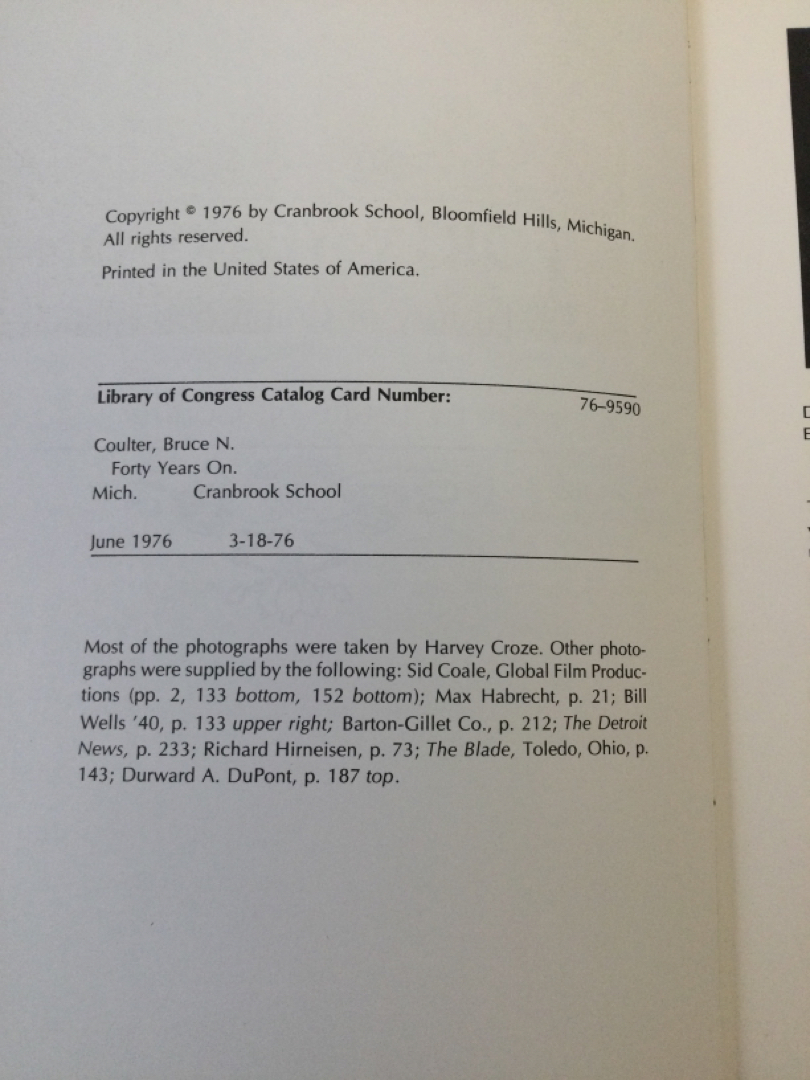 Copyright © 1976 by Cranbrook School, Bloomfield Hills, Michigan.
All rights reserved.
Printed in the United States of America.
Library of Congress Catalog Card Number: 76–9590
Coulter, Bruce N.
Forty Years On.
Mich. Cranbrook School
June 1976 3-18-76
Most of the photographs were taken by Harvey Croze. Other photo-
graphs were supplied by the following: Sid Coale, Global Film Produc-
tions (pp. 2, 133 bottom, 152 bottom); Max Habrecht, p. 21; Bill
Wells '40, p. 133 upper right; Barton-Gillet Co., p. 212; The Detroit
News, p. 233; Richard Hirneisen, p. 73; The Blade, Toledo, Ohio, p.
143; Durward A. DuPont, p. 187 top.